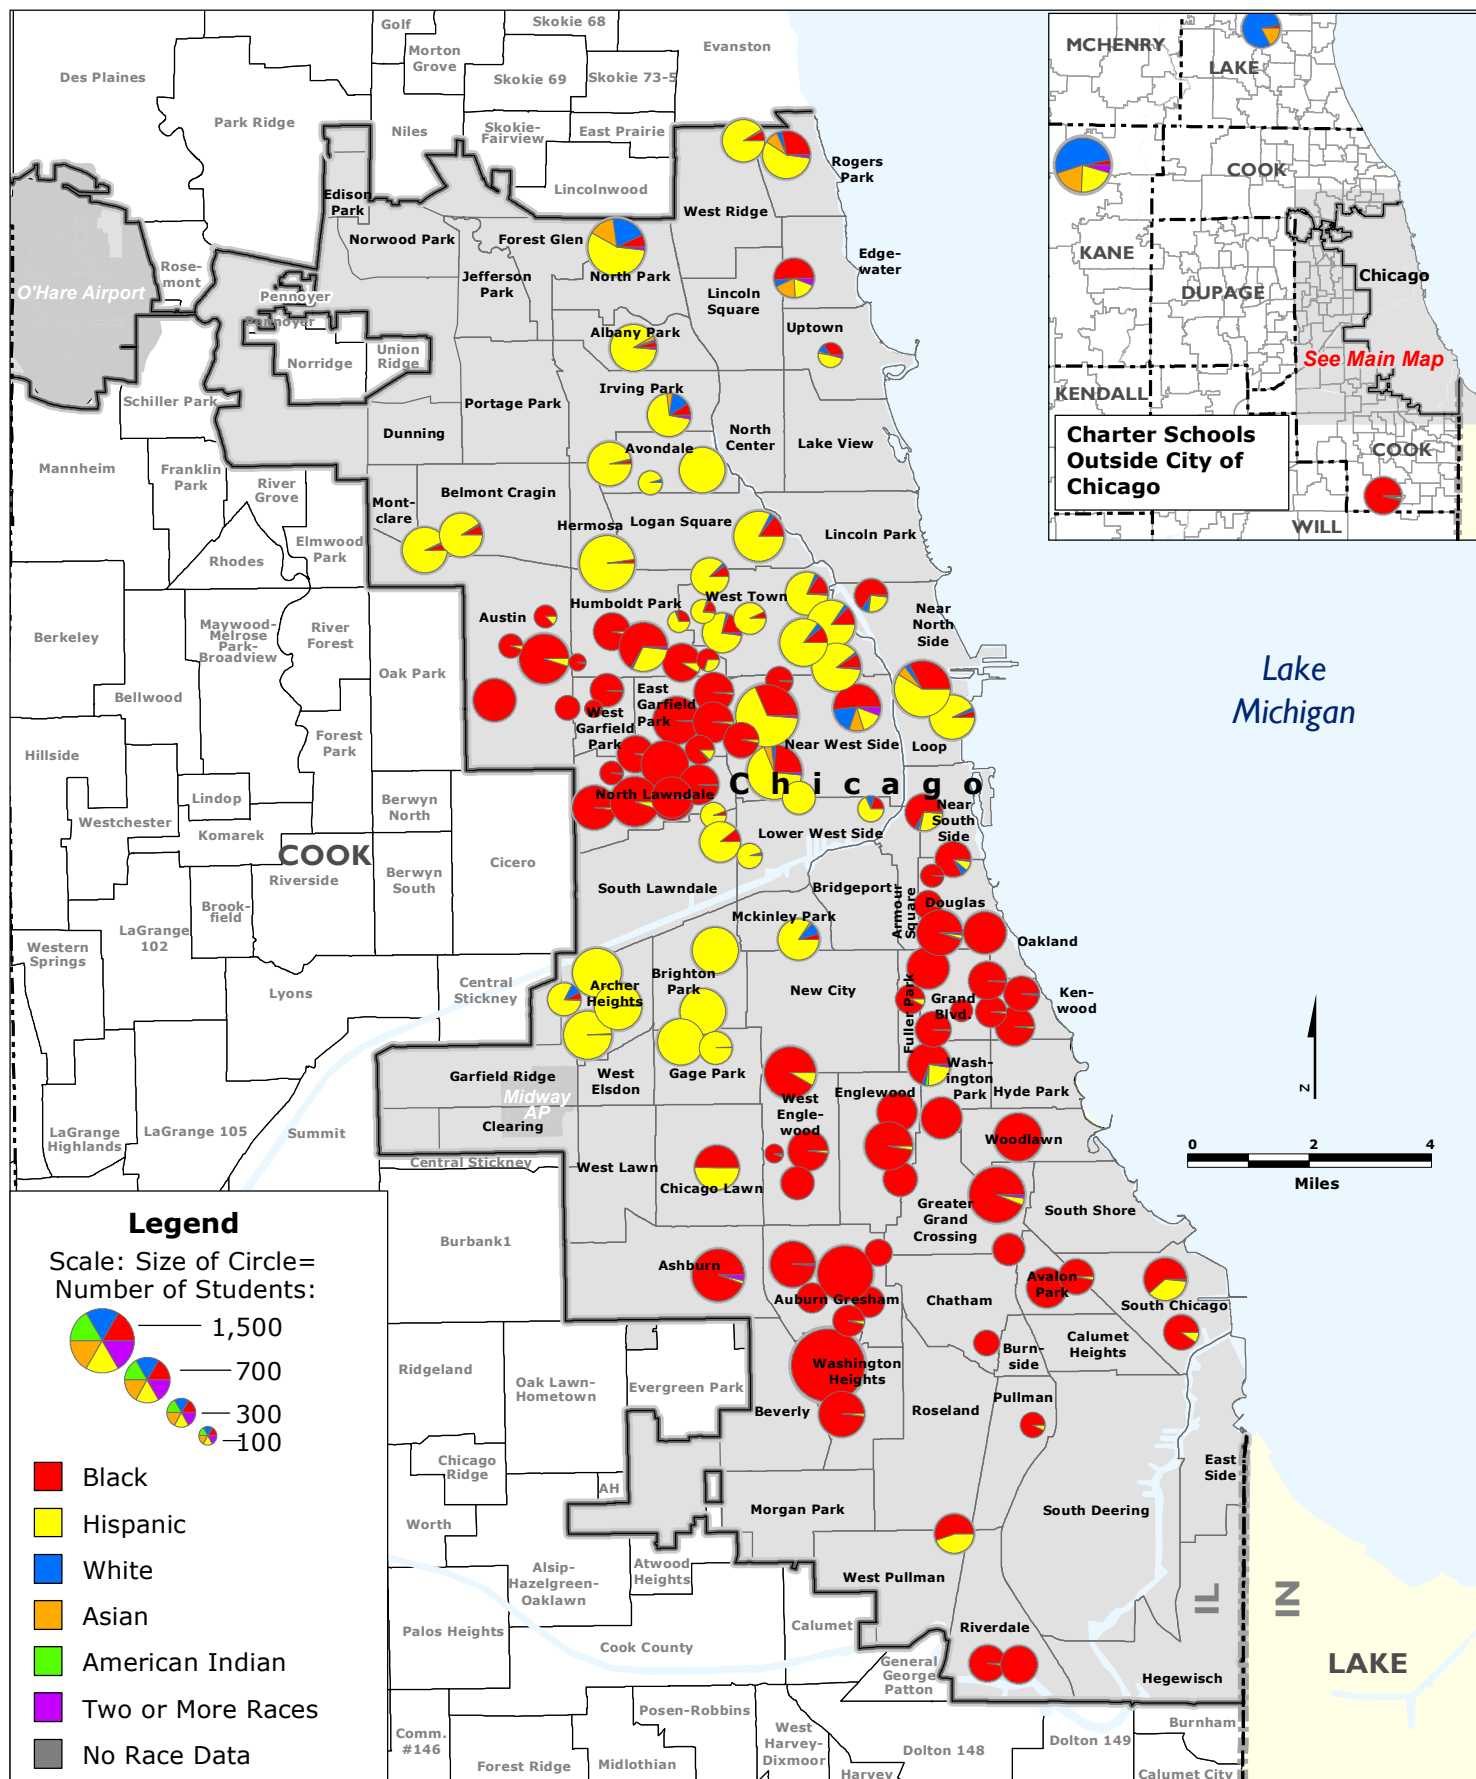 Golf
Skokie 68
Evanston
Morton
Grove
Des Plaines
Skokie 69
Skokie 73-5
Park Ridge
Niles
Skokie-
Fairview
East Prairie
Lincolnwood
Rogers
Park
Edison
Park
West Ridge
Norwood Park
Forest Glen
North Park
Edge-
water
Rose-
mont
Jefferson
Park
O'Hare Airport
Pennoyer
Pennoyer
Lincoln
Square
Uptown
Albany Park
Norridge
Union
Ridge
Irving Park
Schiller Park
Portage Park
Dunning
North
Center
Lake View
Avondale
Mannheim
Franklin
Park
River
Grove
Belmont Cragin
Mont-
clare
Hermosa
Logan Square
Lincoln Park
Elmwood
Park
Rhodes
Humboldt Park
West Town
Austin
Near
North
Side
Berkeley
Maywood-
Melrose
Park-
Broadview
River
Forest
Oak Park
Bellwood
East
Garfield
Park
West
Garfield
Park
Near West Side
Loop
Hillside
Forest
Park
Chicago
North Lawndale
Lindop
Westchester
Komarek
Berwyn
North
Near
South
Side
Lower West Side
COOK
Cicero
Riverside
Berwyn
South
South Lawndale
Bridgeport
Armour
Square
Douglas
Brook-
field
LaGrange
102
Mckinley Park
Oakland
Western
Springs
Central
Stickney
Lyons
Archer
Heights
Brighton
Park
New City
Fuller Park
Grand
Blvd.
Ken-
wood
Garfield Ridge
West
Elsdon
Gage Park
Wash-
ington
Park
Hyde Park
Midway
AP
Clearing
West
Engle-
wood
Englewood
LaGrange
Highlands
LaGrange 105
Summit
Central Stickney
Woodlawn
West Lawn
Chicago Lawn
Greater
Grand
Crossing
South Shore
Burbank1
Ashburn
Auburn Gresham
Chatham
Avalon
Park
South Chicago
Calumet
Heights
Burn-
side
Washington
Heights
Ridgeland
Oak Lawn-
Hometown
Evergreen Park
Beverly
Roseland
Pullman
Chicago
Ridge
AH
East
Side
Morgan Park
South Deering
Worth
Alsip-
Hazelgreen-
Oaklawn
Atwood
Heights
West Pullman
Calumet
Palos Heights
Cook County
Riverdale
General
George
Patton
Hegewisch
IL
IN
LAKE
Comm.
#146
Posen-Robbins
West
Harvey-
Dixmoor
Forest Ridge
Midlothian
Harvey
Dolton 148
Dolton 149
Burnham
Calumet City
Lake
Michigan
N
0 2 4
Miles
MCHENRY
LAKE
COOK
KANE
DUPAGE
Chicago
See Main Map
KENDALL
COOK
WILL
Charter Schools
Outside City of
Chicago
Legend
Scale: Size of Circle=
Number of Students:
1,500
700
300
100
Black
Hispanic
White
Asian
American Indian
Two or More Races
No Race Data